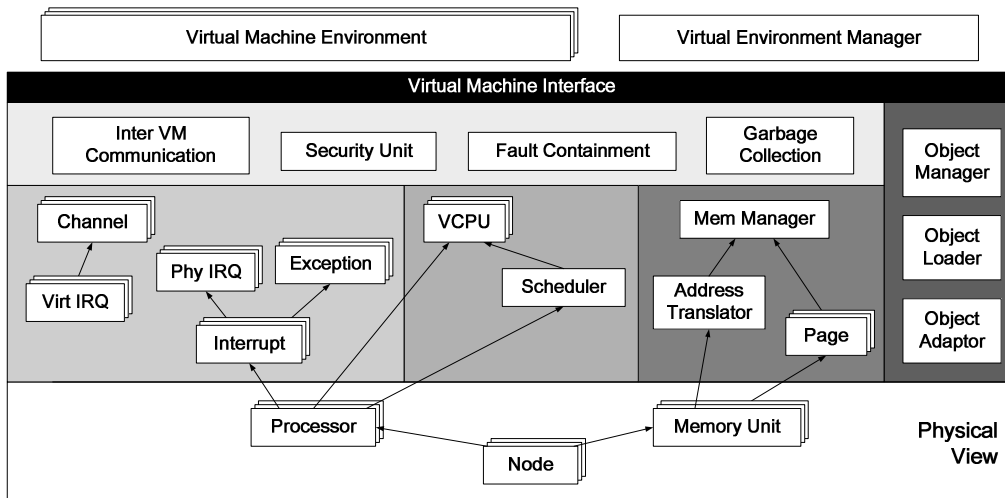 Virtual Machine Environment
Virtual Environment Manager
Virtual Machine Interface
Inter VM
Communication
Security Unit
Fault Containment
Garbage
Collection
Object
Manager
Channel
VCPU
Mem Manager
Phy IRQ
Exception
Object
Loader
Virt IRQ
Scheduler
Address
Translator
Interrupt
Page
Object
Adaptor
Processor
Memory Unit
Node
Physical
View